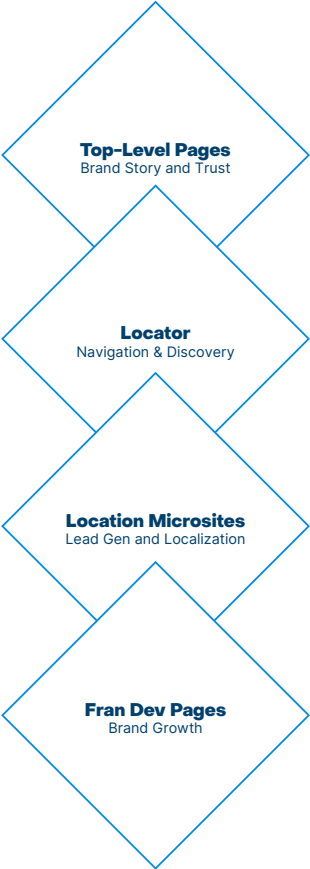 Top-Level Pages
Brand Story and Trust
Locator
Navigation & Discovery
Location Microsites
Lead Gen and Localization
Fran Dev Pages
Brand Growth